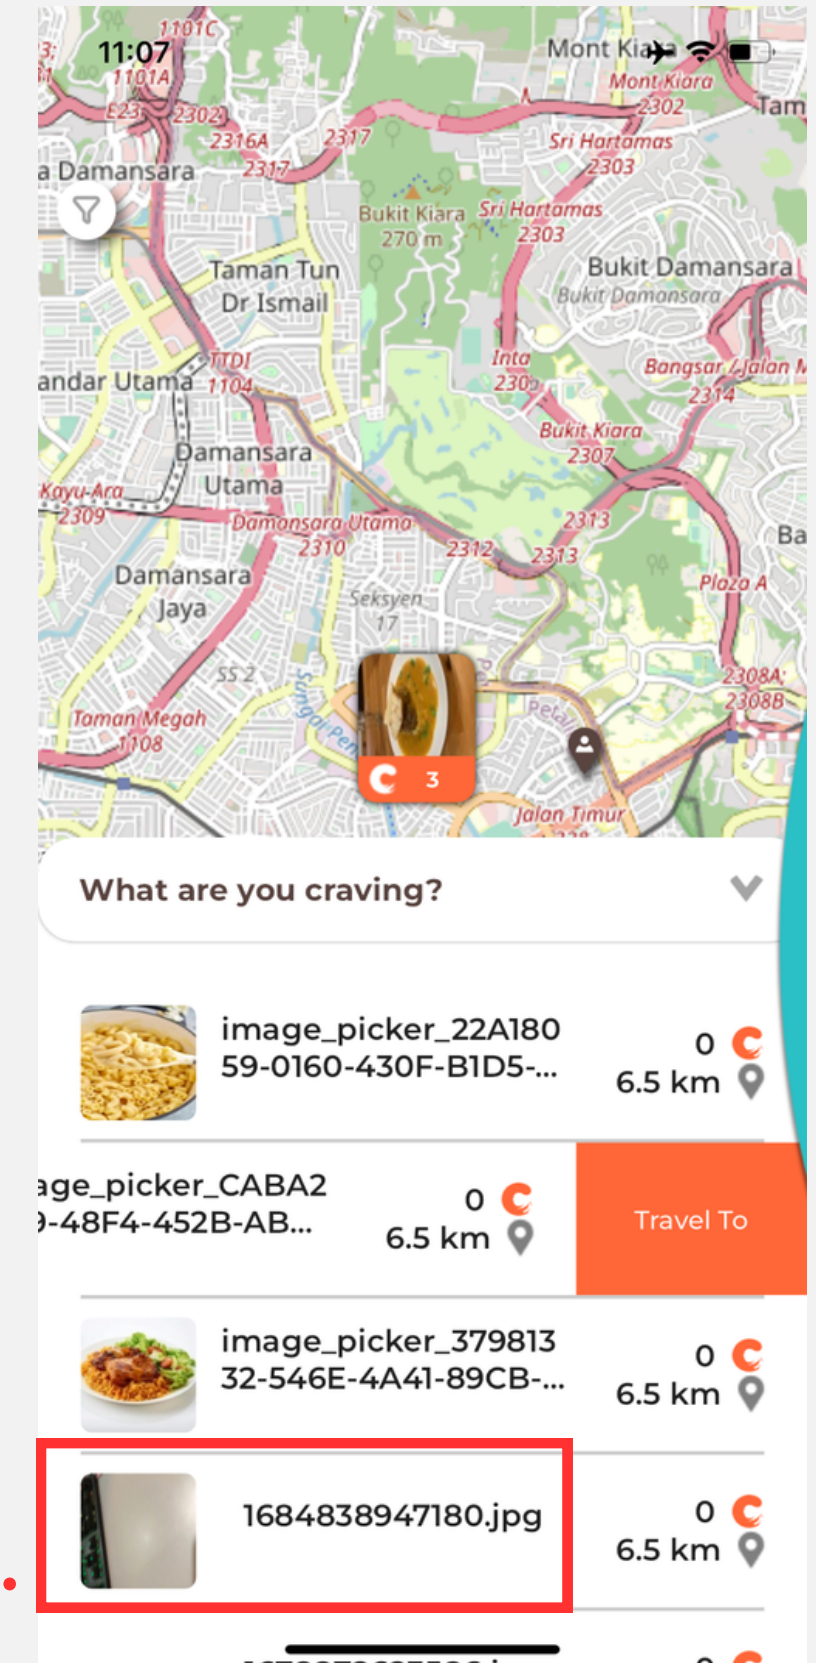 1101C
11:07
Mont Kiara
1101A
Mont Kiara
2302
E23
2302
Tam
2316A
2317
Sri Hartamas
2303
a Damansara
2317
Bukit Kiara
270 m
Sri Hartamas
2303
Taman Tun
Dr Ismail
Bukit Damansara
Bukit Damansara
TTDI
1104
Inta
230
Bangsar / Jalan M
2314
andar Utama
Bukit Kiara
2307
Damansara
Utama
Kayu Ara
2309
Damansara Utama
2310
2312
2313
2313
Ba
Damansara
Jaya
Seksyen
17
Plaza A
SS 2
2308A;
2308B
Sungai Pen
Petal
Taman Megah
1108
3
Jalan Timur
What are you craving?
image_picker_22A180
59-0160-430F-B1D5-...
0
6.5 km
age_picker_CABA2
9-48F4-452B-AB...
0
6.5 km
Travel To
image_picker_379813
32-546E-4A41-89CB-...
0
6.5 km
1684838947180.jpg
0
6.5 km